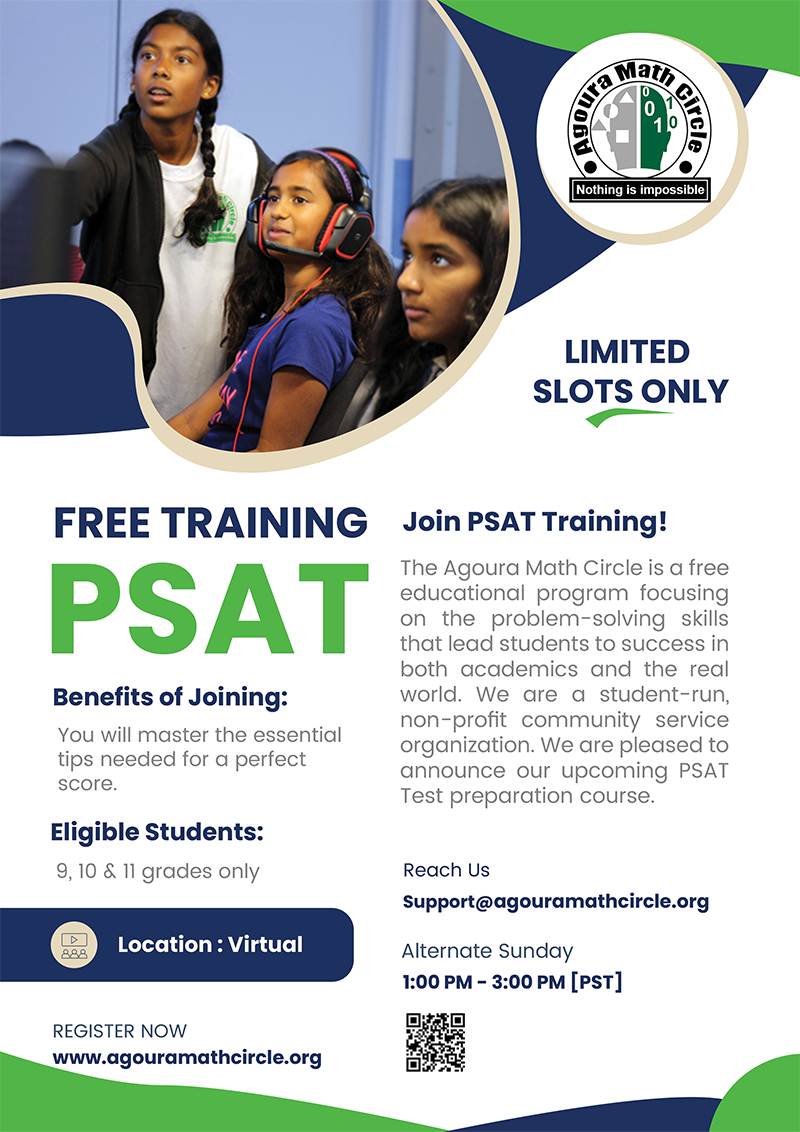 Agoura Math Circle
0 1
0 0
1
Nothing is impossible
LIMITED
SLOTS ONLY
FREE TRAINING
PSAT
Benefits of Joining:
You will master the essential
tips needed for a perfect
score.
Eligible Students:
9, 10 & 11 grades only
Location : Virtual
REGISTER NOW
www.agouramathcircle.org
Join PSAT Training!
The Agoura Math Circle is a free
educational program focusing
on the problem-solving skills
that lead students to success in
both academics and the real
world. We are a student-run,
non-profit community service
organization. We are pleased to
announce our upcoming PSAT
Test preparation course.
Reach Us
Support@agouramathcircle.org
Alternate Sunday
1:00 PM - 3:00 PM [PST]